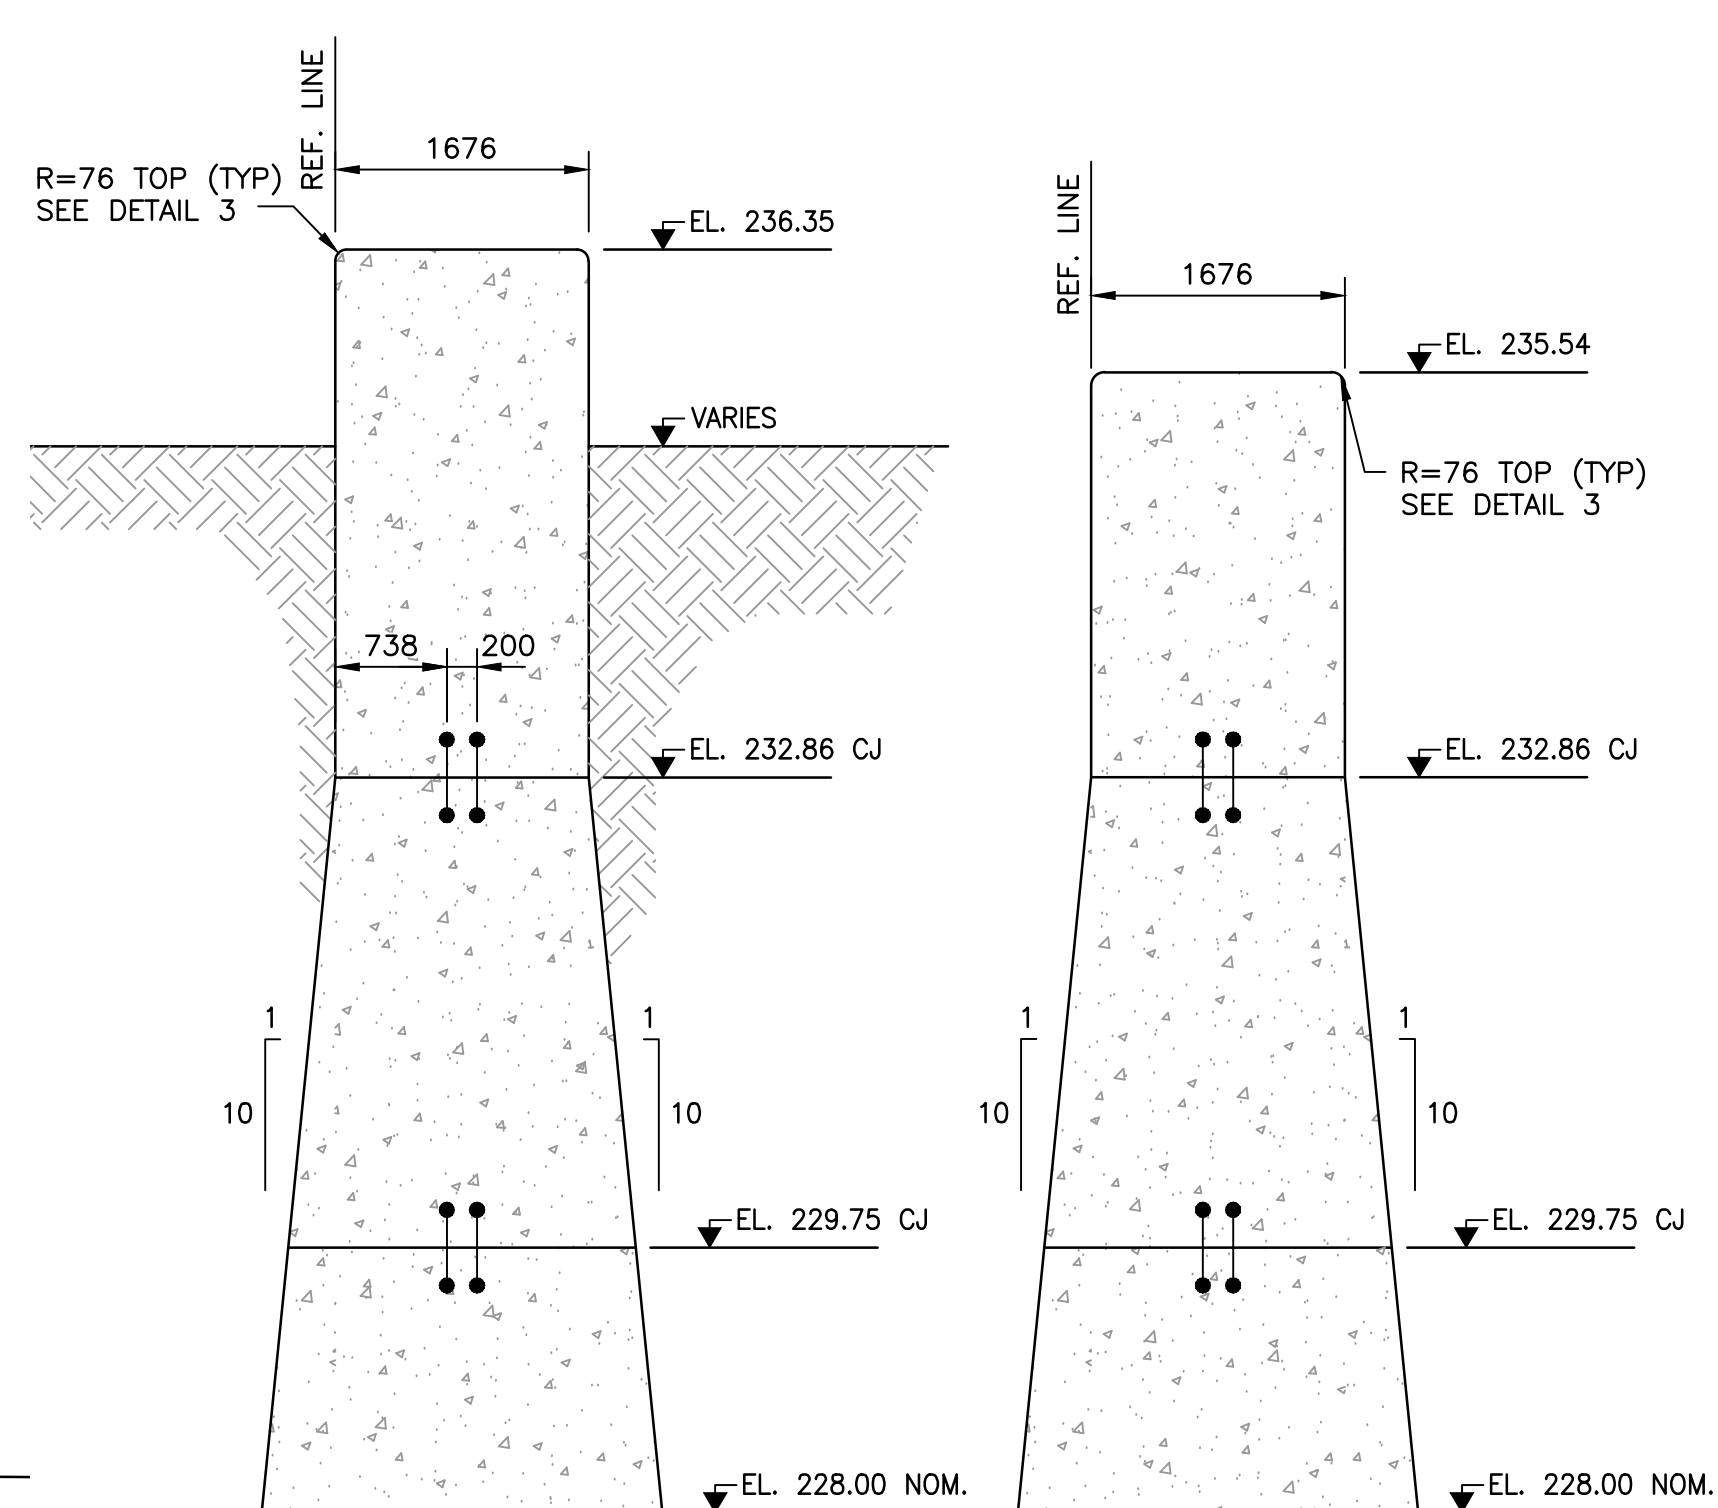 REF. LINE
1676
R=76 TOP (TYP)
SEE DETAIL 3
EL. 236.35
VARIES
738
200
EL. 232.86 CJ
1
10
1
10
EL. 229.75 CJ
EL. 228.00 NOM.
REF. LINE
1676
EL. 235.54
R=76 TOP (TYP)
SEE DETAIL 3
EL. 232.86 CJ
1
10
1
10
EL. 229.75 CJ
EL. 228.00 NOM.